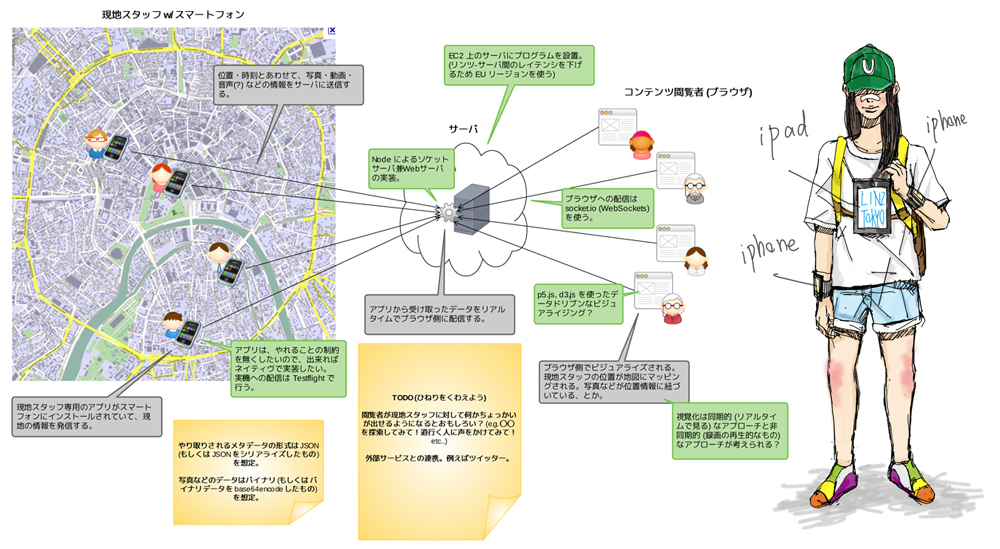 現地スタッフ w/ スマートフォン
位置・時刻とあわせて、写真・動画・
音声(?) などの情報をサーバに送信す
る。
EC2 上のサーバにプログラムを設置。
(リンツ-サーバ間のレイテンシを下げ
るため EU リージョンを使う)
コンテンツ閲覧者 (ブラウザ)
サーバ
Node によるソケット
サーバ兼Webサーバ
の実装。
ブラウザへの配信は
socket.io (WebSockets)
を使う。
アプリから受け取ったデータをリアル
タイムでブラウザ側に配信する。
p5.js, d3.js を使ったデ
ータドリブンなビジュ
アライジング？
アプリは、やれることの制約
を無くしたいので、出来れば
ネイティヴで実装したい。
実機への配信は Testflight で
行う。
現地スタッフ専用のアプリがスマート
フォンにインストールされていて、現
地の情報を発信する。
ブラウザ側でビジュアライズされる。
現地スタッフの位置が地図にマッピン
グされる。写真などが位置情報に紐づ
いている、とか。
視覚化は同期的 (リアルタイ
ムで見る) なアプローチと非
同期的 (録画の再生的なもの)
なアプローチが考えられる？
やり取りされるメタデータの形式は JSON
(もしくは JSON をシリアライズしたもの)
を想定。
写真などのデータはバイナリ (もしくはバ
イナリデータを base64encode したもの)
を想定。
TODO (ひねりをくわえよう)
閲覧者が現地スタッフに対して何かちょっかい
が出せるようになるとおもしろい？ (e.g.〇〇
を探索してみて！道行く人に声をかけてみて！
etc..)
外部サービスとの連携。例えばツイッター。
U
ipad
iphone
LINZ
TOKYO
iphone